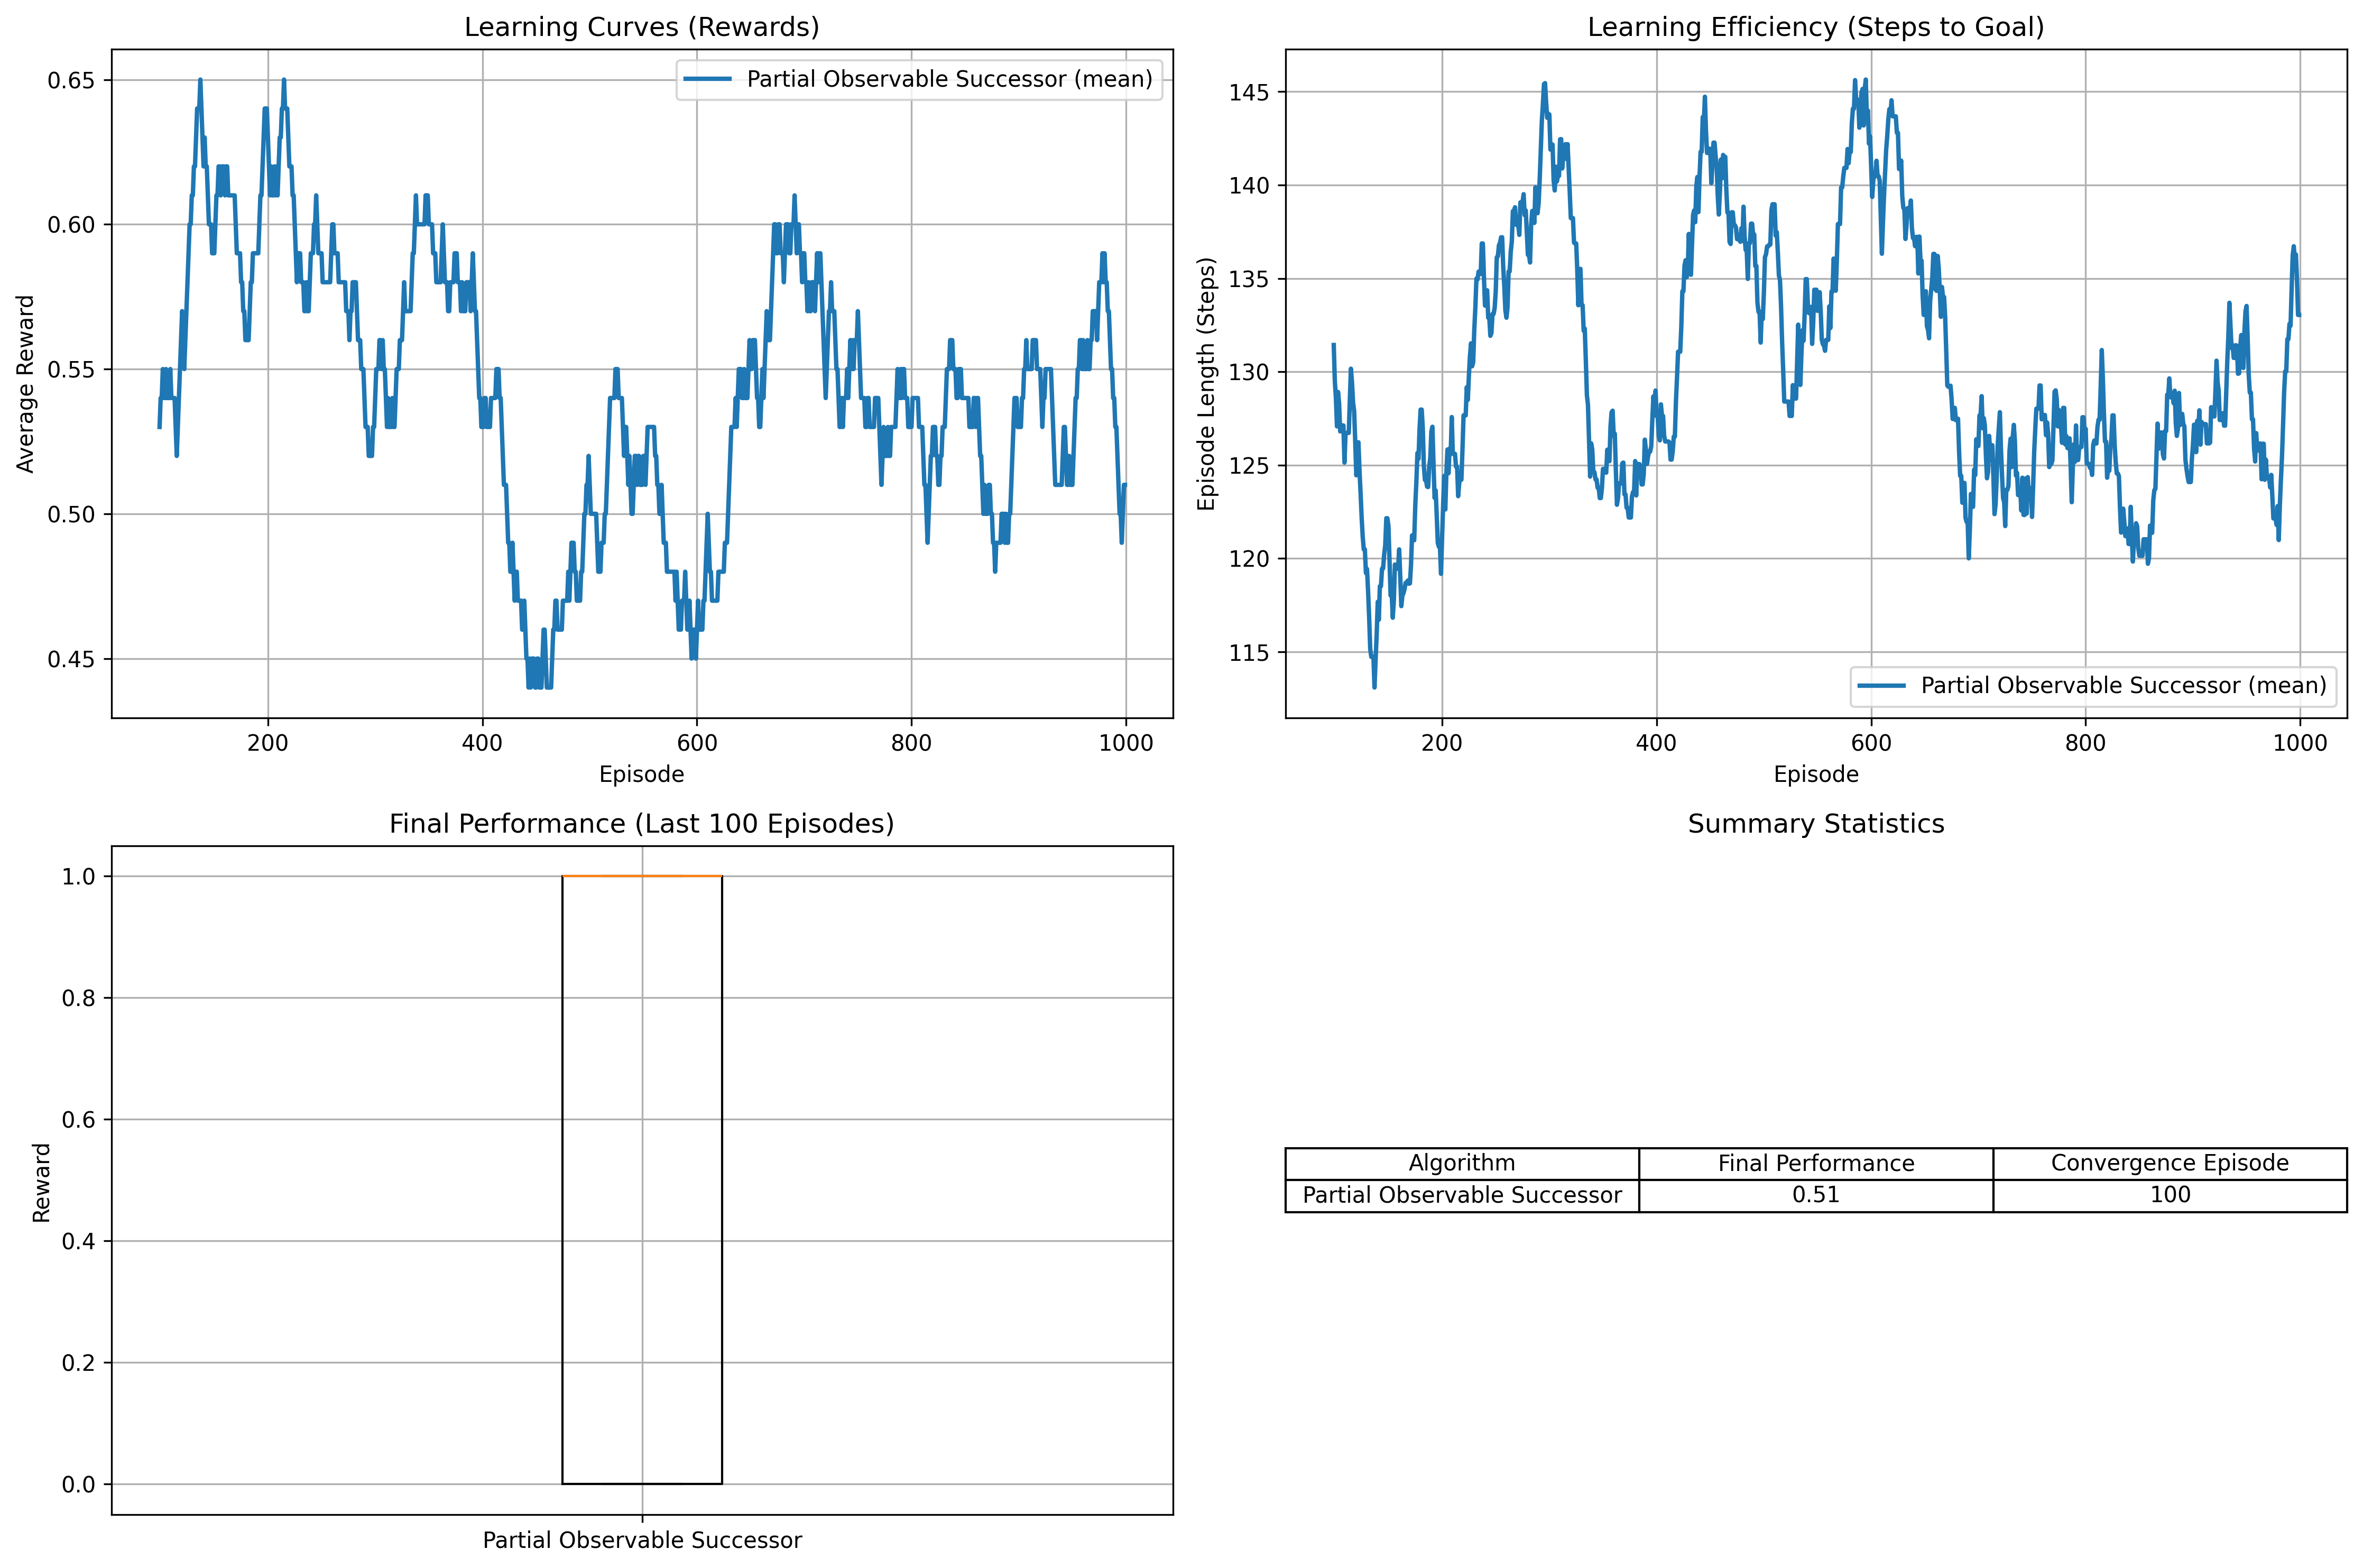 Learning Curves (Rewards)
Partial Observable Successor (mean)
0.65
0.60
0.55
0.50
0.45
Average Reward
200 400 600 800 1000
Episode
Learning Efficiency (Steps to Goal)
145
140
135
130
125
120
115
Episode Length (Steps)
Partial Observable Successor (mean)
200 400 600 800 1000
Episode
Final Performance (Last 100 Episodes)
1.0
0.8
0.6
0.4
0.2
0.0
Reward
Partial Observable Successor
Summary Statistics
Algorithm Final Performance Convergence Episode
Partial Observable Successor 0.51 100